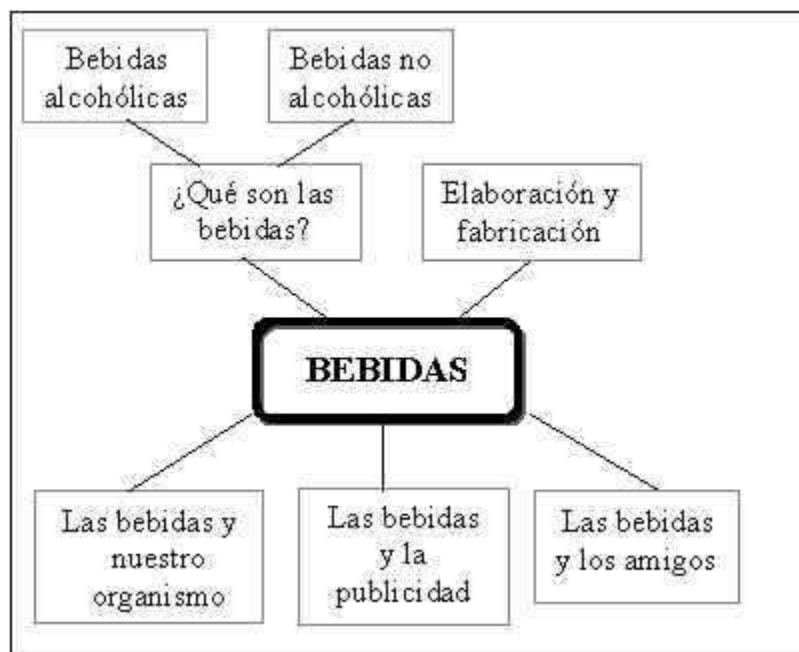 Bebidas
alcohólicas
Bebidas no
alcohólicas
¿Qué son las
bebidas?
Elaboración y
fabricación
BEBIDAS
Las bebidas y
nuestro
organismo
Las bebidas
y la
publicidad
Las bebidas
y los amigos